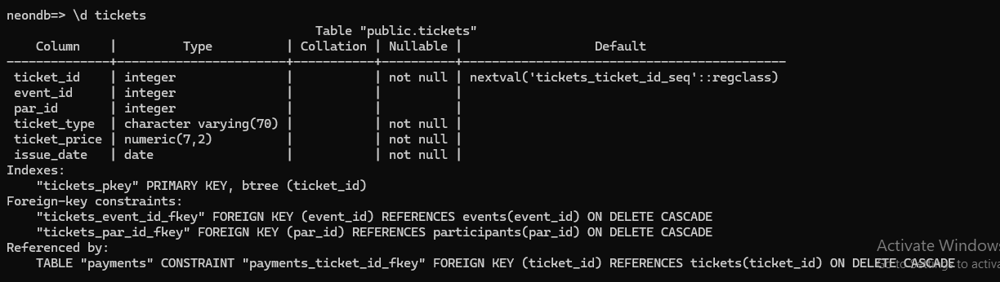 neondb=> \d tickets
                                          Table "public.tickets"
    Column    |         Type          | Collation | Nullable |                  Default
--------------+-----------------------+-----------+----------+--------------------------------------------
 ticket_id    | integer               |           | not null | nextval('tickets_ticket_id_seq'::regclass)
 event_id     | integer               |           |          |
 par_id       | integer               |           |          |
 ticket_type  | character varying(70) |           | not null |
 ticket_price | numeric(7,2)          |           | not null |
 issue_date   | date                  |           | not null |
Indexes:
    "tickets_pkey" PRIMARY KEY, btree (ticket_id)
Foreign-key constraints:
    "tickets_event_id_fkey" FOREIGN KEY (event_id) REFERENCES events(event_id) ON DELETE CASCADE
    "tickets_par_id_fkey" FOREIGN KEY (par_id) REFERENCES participants(par_id) ON DELETE CASCADE
Referenced by:
Activate Windows
    TABLE "payments" CONSTRAINT "payments_ticket_id_fkey" FOREIGN KEY (ticket_id) REFERENCES tickets(ticket_id) ON DELETE CASCADE
Go to Settings to activa